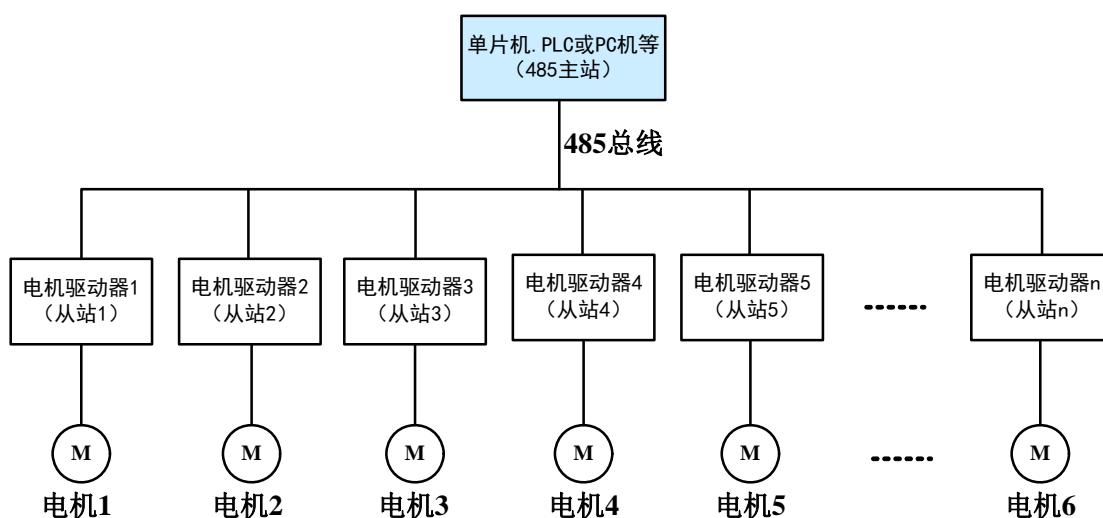 单片机.PLC或PC机等
（485主站）
485总线
电机驱动器1
（从站1）
电机驱动器2
（从站2）
电机驱动器3
（从站3）
电机驱动器4
（从站4）
电机驱动器5
（从站5）
电机驱动器n
（从站n）
M
M
M
M
M
M
电机1
电机2
电机3
电机4
电机5
电机6